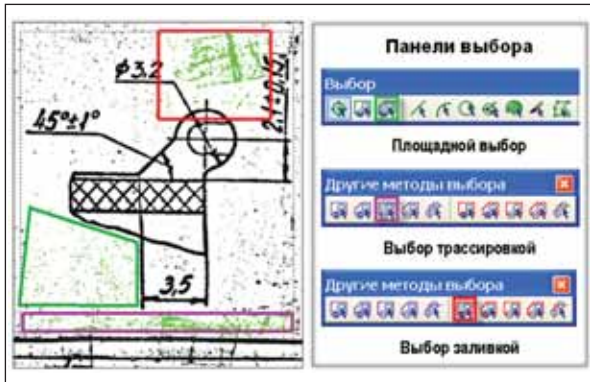 ø3.2
45°±1°
3,5
Панели выбора
Выбор
Площадной выбор
Другие методы выбора
Выбор трассировкой
Другие методы выбора
Выбор заливкой